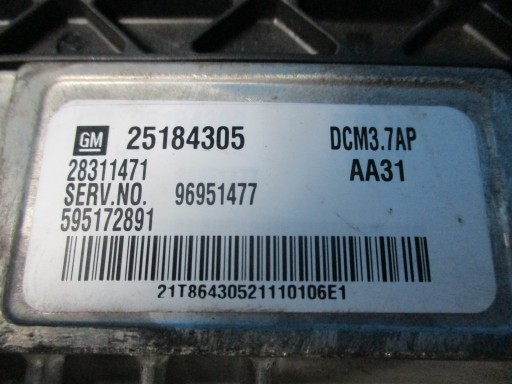 GM 25184305 DCM3.7AP
28311471 AA31
SERV.NO. 96951477
595172891
21T86430521110106E1